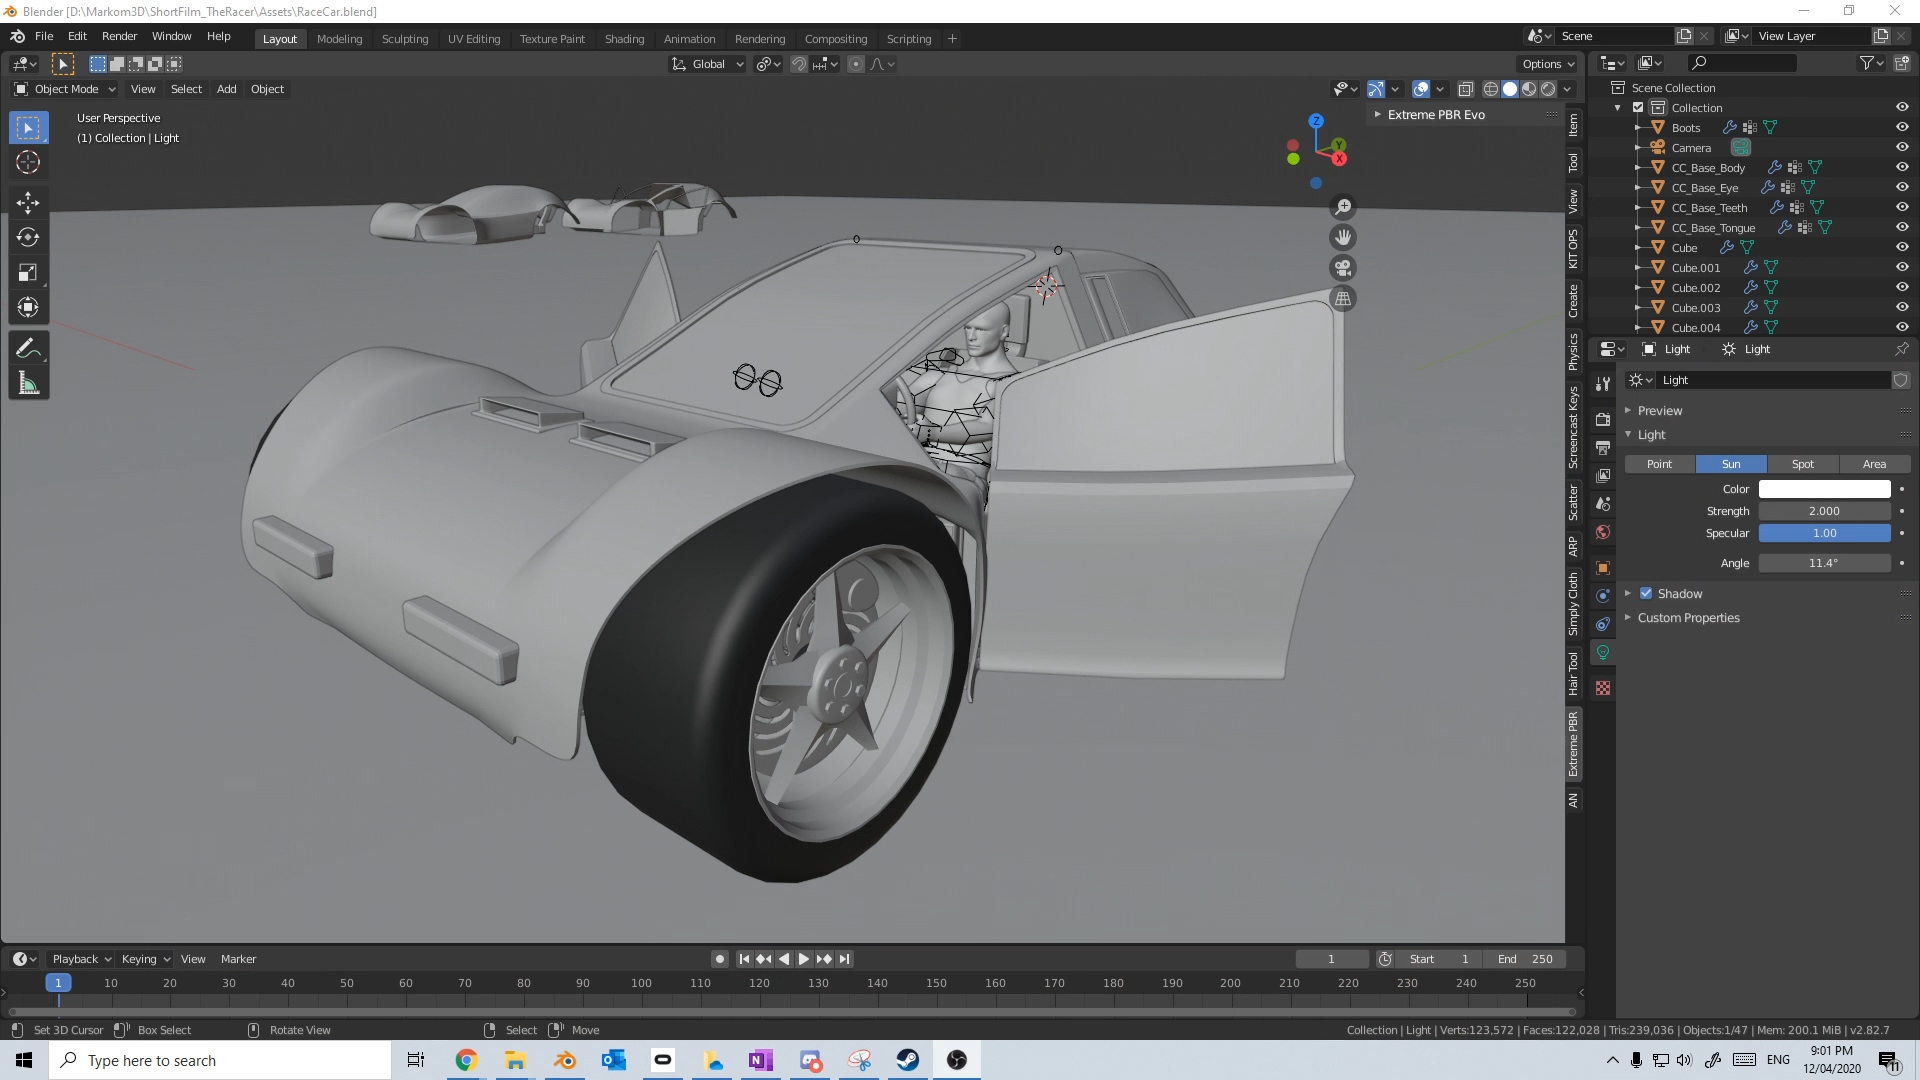 Blender [D:\Markom3D\ShortFilm_TheRacer\Assets\RaceCar.blend]
File Edit Render Window Help
Layout Modeling Sculpting UV Editing Texture Paint Shading Animation Rendering Compositing Scripting +
Scene
View Layer
Global
Options
Object Mode View Select Add Object
User Perspective
(1) Collection | Light
Extreme PBR Evo
Z
Y
X
Item
Tool
View
KIT OPS
Create
Physics
Screencast Keys
Scatter
ARP
Simply Cloth
Hair Tool
Extreme PBR
AN
Scene Collection
Collection
Boots
Camera
CC_Base_Body
CC_Base_Eye
CC_Base_Teeth
CC_Base_Tongue
Cube
Cube.001
Cube.002
Cube.003
Cube.004
Light Light
Light
Preview
Light
Point Sun Spot Area
Color
Strength 2.000
Specular 1.00
Angle 11.4°
Shadow
Custom Properties
Playback Keying View Marker
1 Start 1 End 250
1 10 20 30 40 50 60 70 80 90 100 110 120 130 140 150 160 170 180 190 200 210 220 230 240 250
Set 3D Cursor Box Select Rotate View Select Move
Collection | Light | Verts:123,572 | Faces:122,028 | Tris:239,036 | Objects:1/47 | Mem: 200.1 MiB | v2.82.7
Type here to search
ENG
9:01 PM
12/04/2020
11